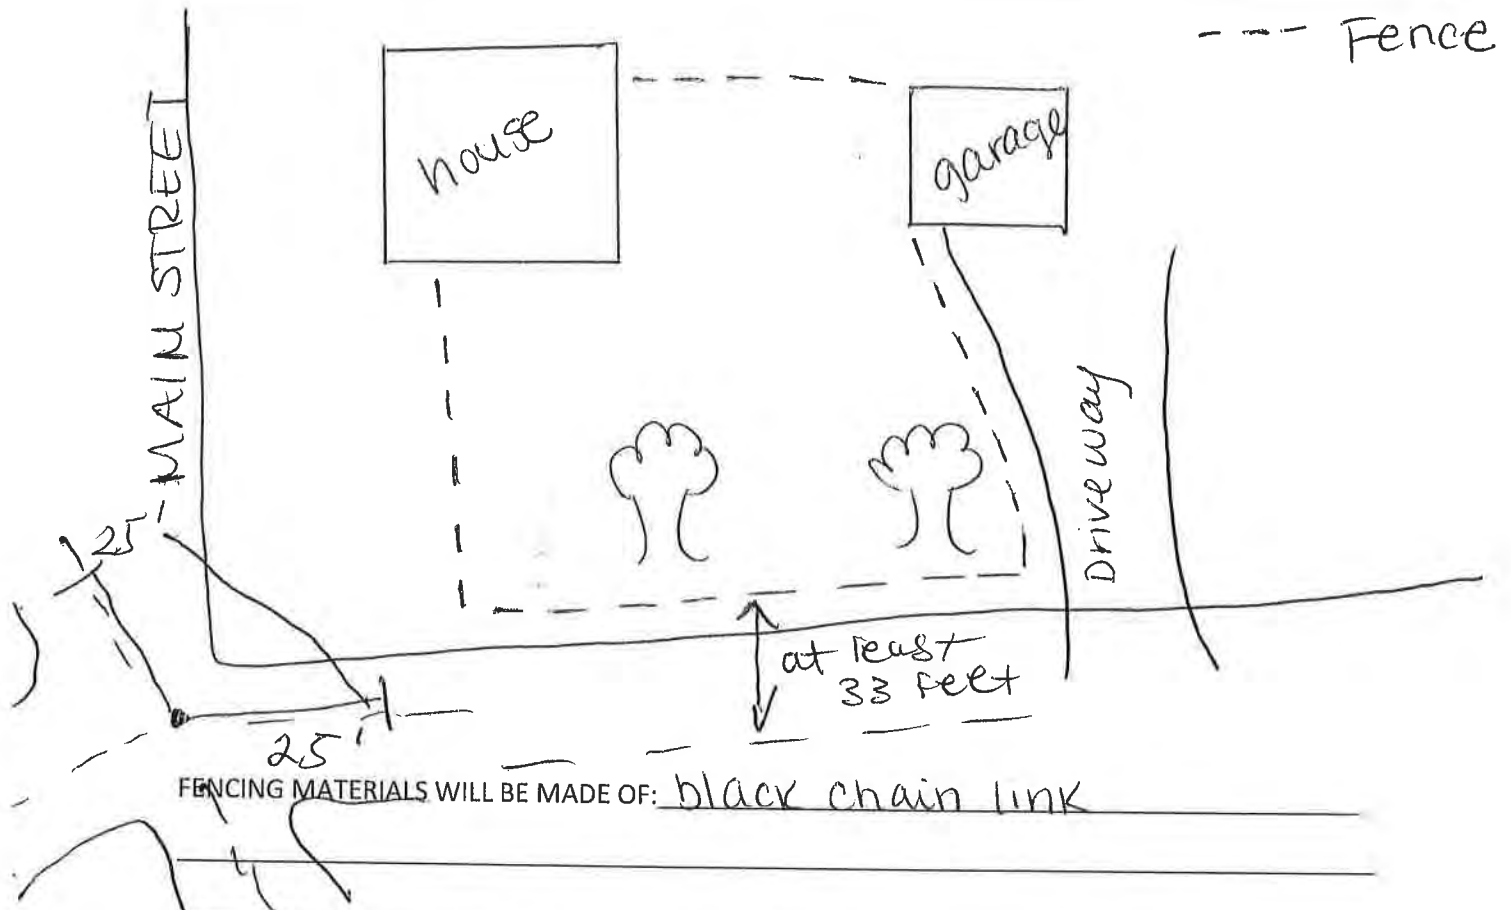 ---- Fence
house
garage
MAIN STREET
Driveway
25'
at least
33 feet
25'
FENCING MATERIALS WILL BE MADE OF: black chain link